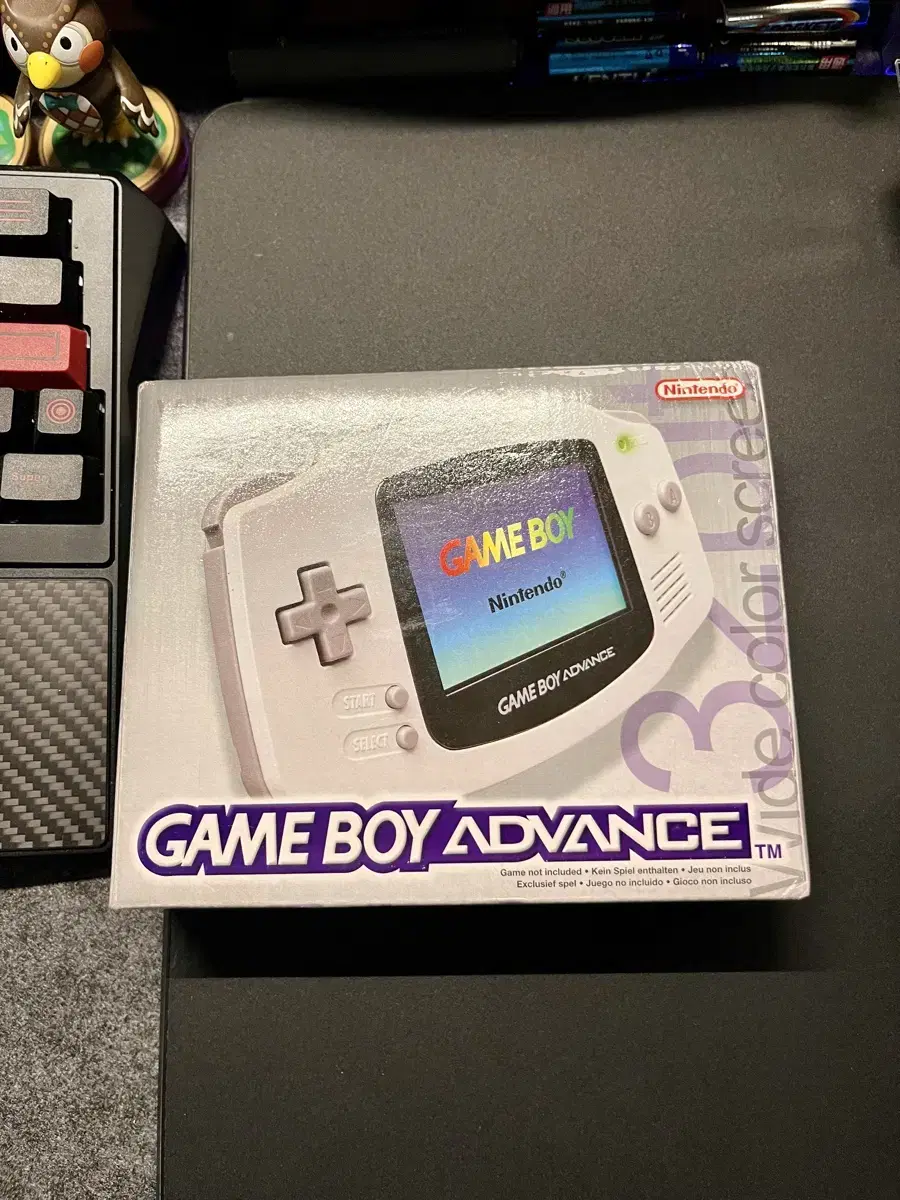 Nintendo®
32 bit
Wide color screen
GAME BOY
Nintendo®
GAME BOY ADVANCE
START
SELECT
B
A
super
GAME BOY ADVANCE™
Game not included • Kein Spiel enthalten • Jeu non inclus
Exclusief spel • Juego no incluido • Gioco non incluso